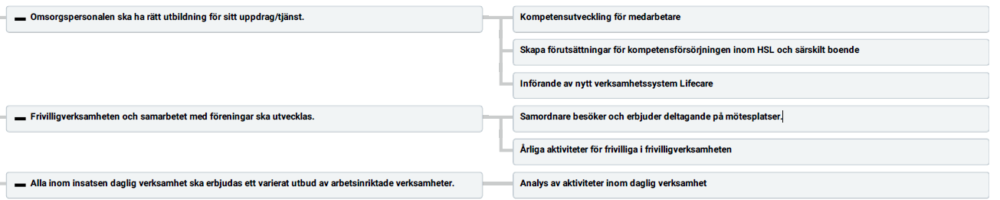 Omsorgspersonalen ska ha rätt utbildning för sitt uppdrag/tjänst.
Kompetensutveckling för medarbetare
Skapa förutsättningar för kompetensförsörjningen inom HSL och särskilt boende
Införande av nytt verksamhetssystem Lifecare
Frivilligverksamheten och samarbetet med föreningar ska utvecklas.
Samordnare besöker och erbjuder deltagande på mötesplatser.
Årliga aktiviteter för frivilliga i frivilligverksamheten
Alla inom insatsen daglig verksamhet ska erbjudas ett varierat utbud av arbetsinriktade verksamheter.
Analys av aktiviteter inom daglig verksamhet